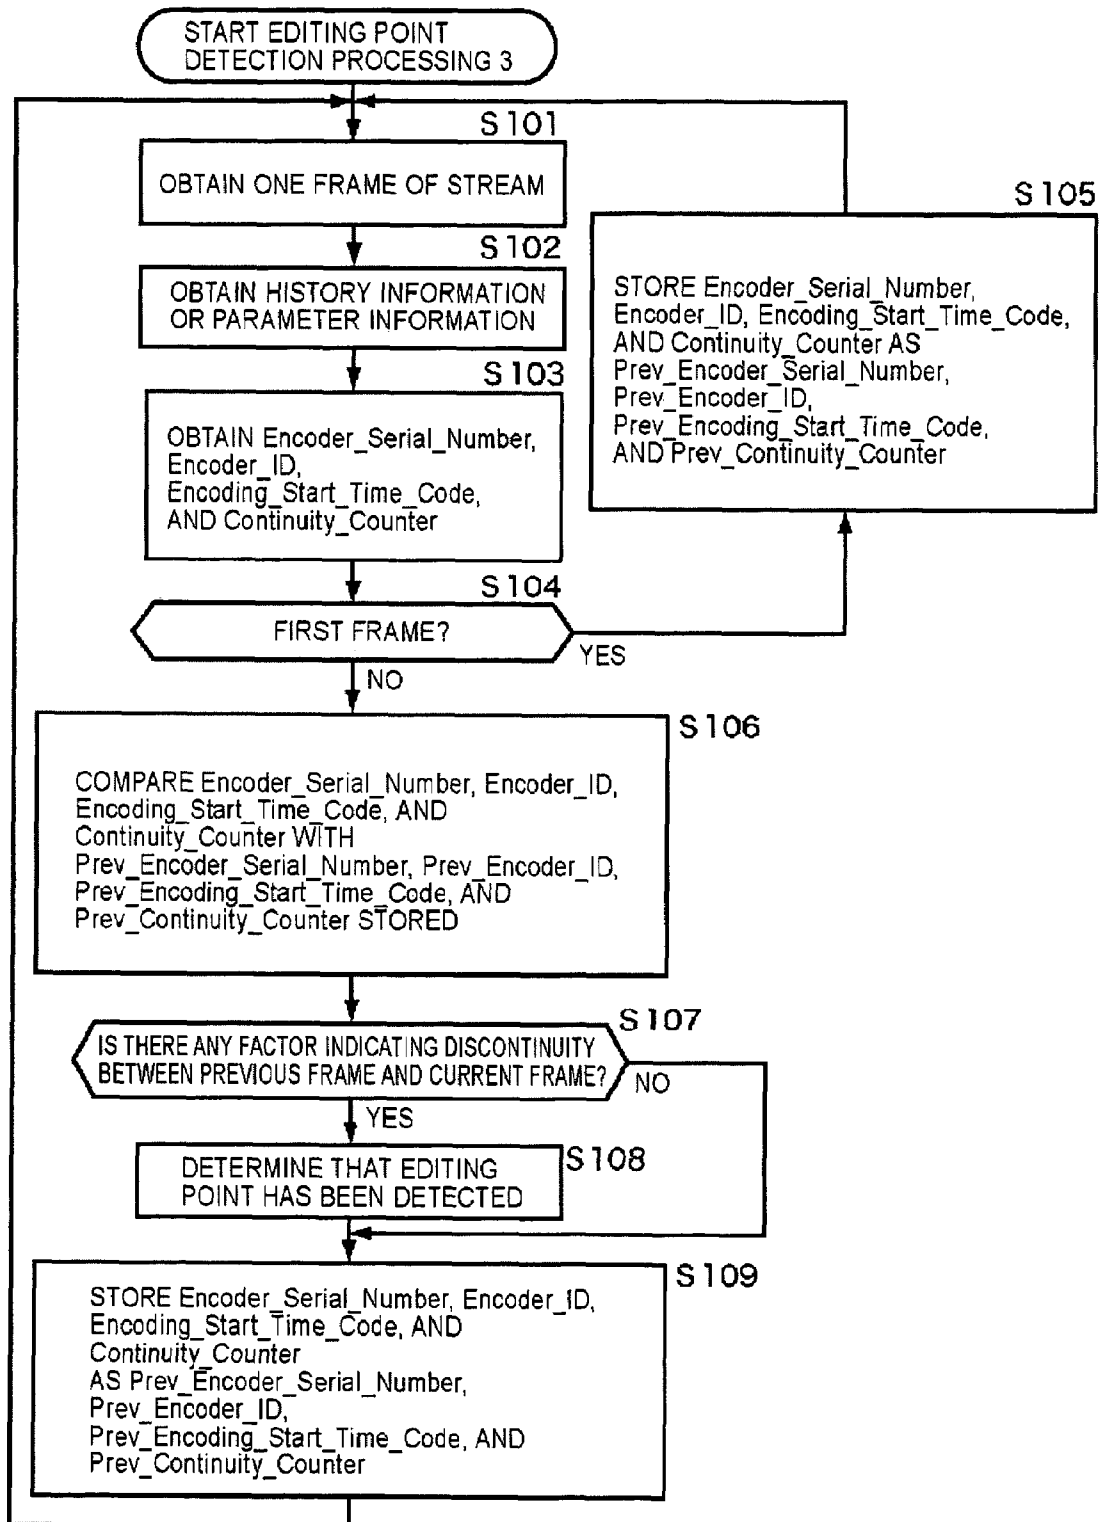 START EDITING POINT
DETECTION PROCESSING 3
S101
OBTAIN ONE FRAME OF STREAM
S102
OBTAIN HISTORY INFORMATION
OR PARAMETER INFORMATION
S103
OBTAIN Encoder_Serial_Number,
Encoder_ID,
Encoding_Start_Time_Code,
AND Continuity_Counter
S104
FIRST FRAME?
YES
NO
S105
STORE Encoder_Serial_Number,
Encoder_ID, Encoding_Start_Time_Code,
AND Continuity_Counter AS
Prev_Encoder_Serial_Number,
Prev_Encoder_ID,
Prev_Encoding_Start_Time_Code,
AND Prev_Continuity_Counter
S106
COMPARE Encoder_Serial_Number, Encoder_ID,
Encoding_Start_Time_Code, AND
Continuity_Counter WITH
Prev_Encoder_Serial_Number, Prev_Encoder_ID,
Prev_Encoding_Start_Time_Code, AND
Prev_Continuity_Counter STORED
S107
IS THERE ANY FACTOR INDICATING DISCONTINUITY
BETWEEN PREVIOUS FRAME AND CURRENT FRAME?
NO
YES
S108
DETERMINE THAT EDITING
POINT HAS BEEN DETECTED
S109
STORE Encoder_Serial_Number, Encoder_ID,
Encoding_Start_Time_Code, AND
Continuity_Counter
AS Prev_Encoder_Serial_Number,
Prev_Encoder_ID,
Prev_Encoding_Start_Time_Code, AND
Prev_Continuity_Counter